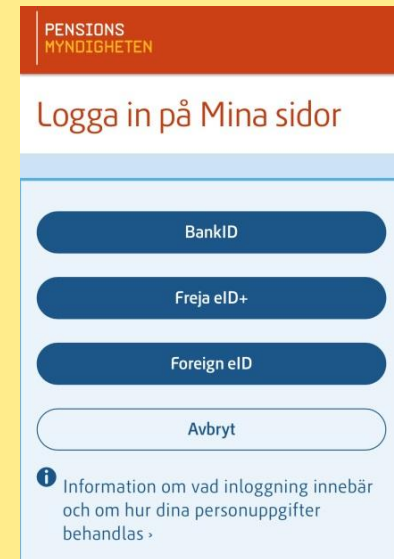 PENSIONS
MYNDIGHETEN
Logga in på Mina sidor
BankID
Freja eID+
Foreign eID
Avbryt
Information om vad inloggning innebär
och om hur dina personuppgifter
behandlas ›